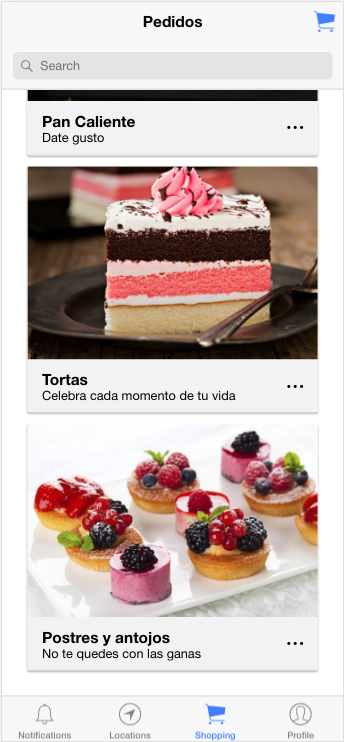 Pedidos
Search
Pan Caliente
Date gusto
Tortas
Celebra cada momento de tu vida
Postres y antojos
No te quedes con las ganas
Notifications Locations Shopping Profile